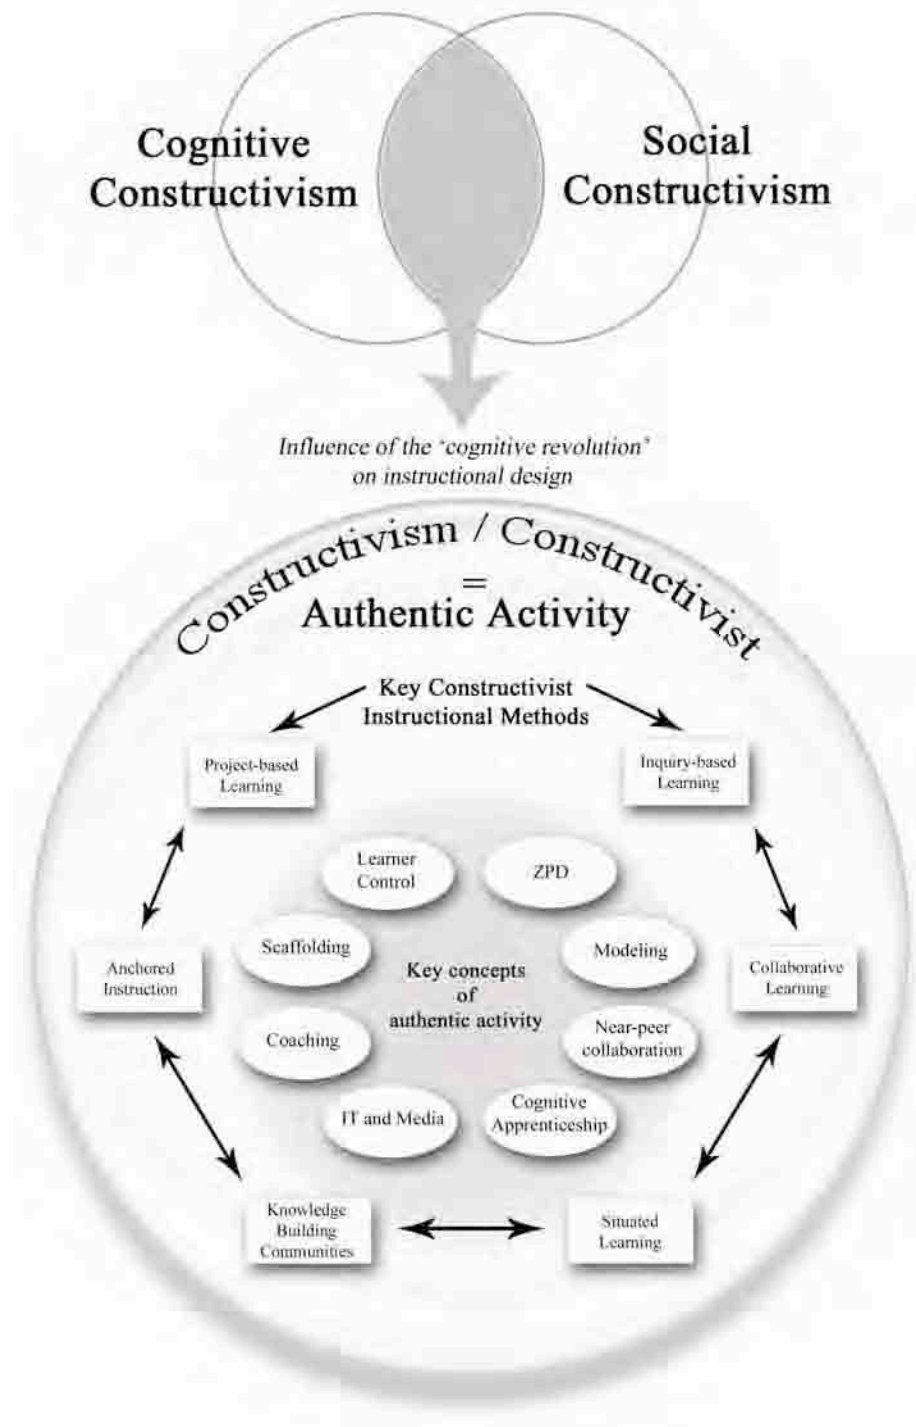 Cognitive
Constructivism
Social
Constructivism
Influence of the "cognitive revolution"
on instructional design
Constructivism / Constructivist
=
Authentic Activity
Key Constructivist
Instructional Methods
Project-based
Learning
Inquiry-based
Learning
Learner
Control
ZPD
Scaffolding
Modeling
Anchored
Instruction
Key concepts
of
authentic activity
Collaborative
Learning
Coaching
Near-peer
collaboration
IT and Media
Cognitive
Apprenticeship
Knowledge
Building
Communities
Situated
Learning